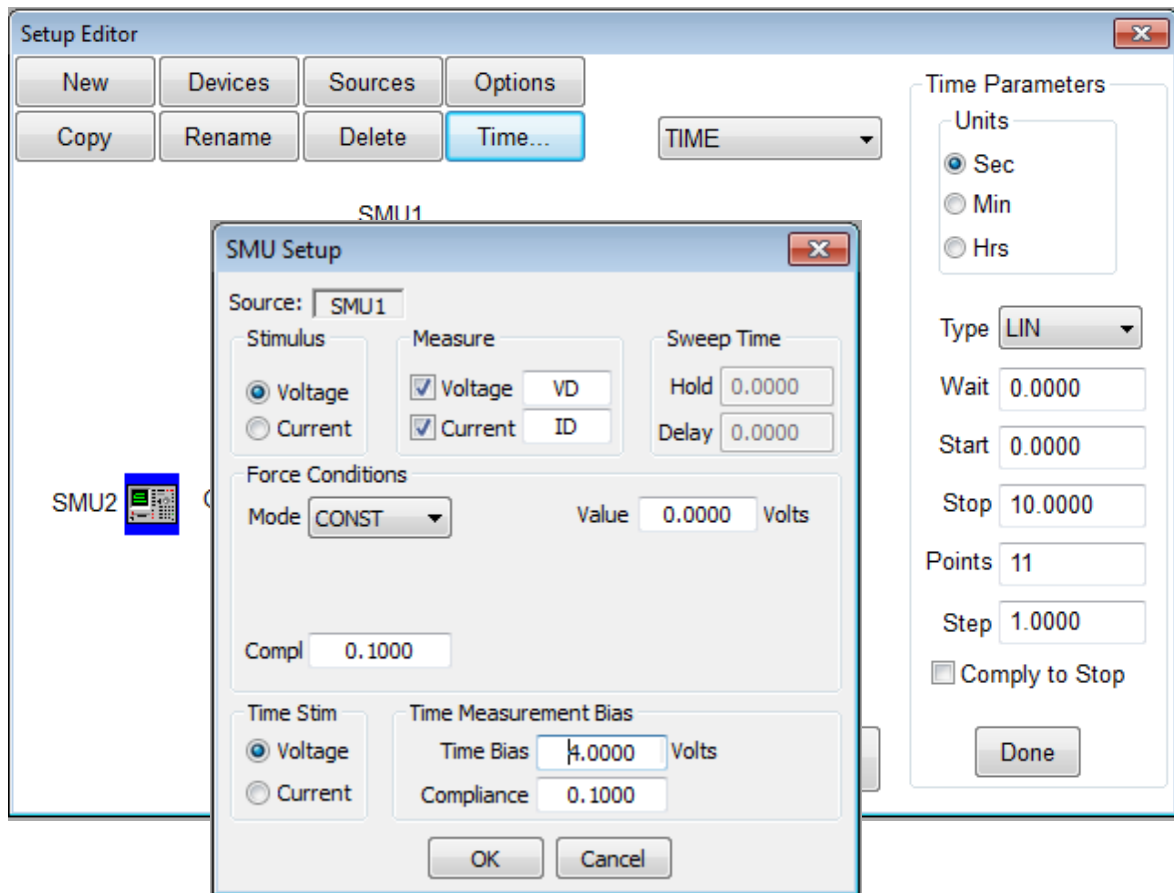 Setup Editor
New Devices Sources Options
Copy Rename Delete Time...
TIME
SMU1
SMU2
SMU Setup
Source: SMU1
Stimulus
Voltage
Current
Measure
Voltage VD
Current ID
Sweep Time
Hold 0.0000
Delay 0.0000
Force Conditions
Mode CONST Value 0.0000 Volts
Compl 0.1000
Time Stim
Voltage
Current
Time Measurement Bias
Time Bias 4.0000 Volts
Compliance 0.1000
OK Cancel
Time Parameters
Units
Sec
Min
Hrs
Type LIN
Wait 0.0000
Start 0.0000
Stop 10.0000
Points 11
Step 1.0000
Comply to Stop
Done